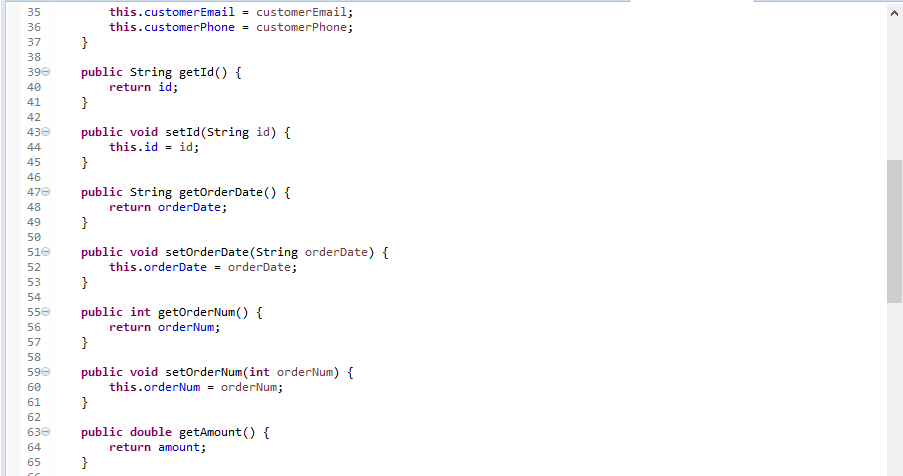 35 this.customerEmail = customerEmail;
36 this.customerPhone = customerPhone;
37 }
38
39 public String getId() {
40 return id;
41 }
42
43 public void setId(String id) {
44 this.id = id;
45 }
46
47 public String getOrderDate() {
48 return orderDate;
49 }
50
51 public void setOrderDate(String orderDate) {
52 this.orderDate = orderDate;
53 }
54
55 public int getOrderNum() {
56 return orderNum;
57 }
58
59 public void setOrderNum(int orderNum) {
60 this.orderNum = orderNum;
61 }
62
63 public double getAmount() {
64 return amount;
65 }